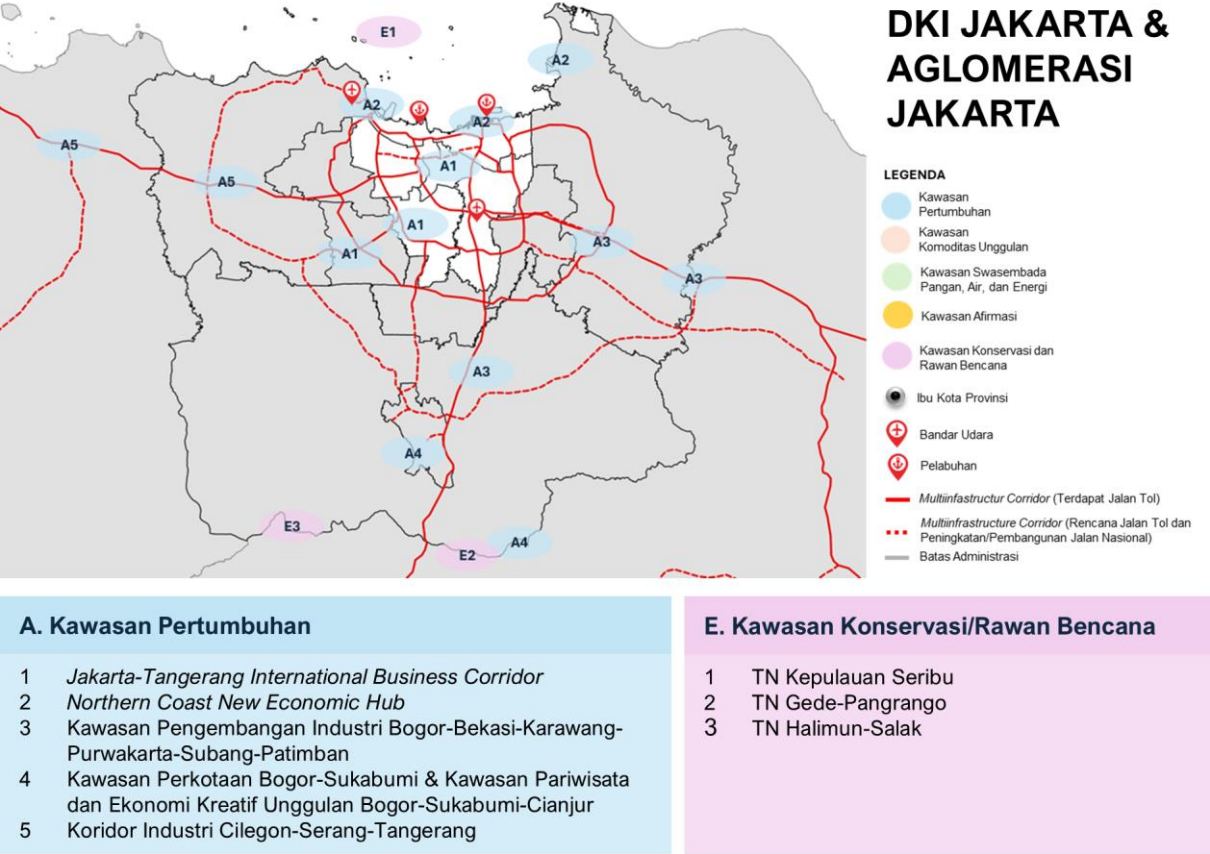 DKI JAKARTA &
AGLOMERASI
JAKARTA
E1
A2
A2
A2
A5
A1
A5
A1
A1
A3
A3
A3
A4
E3
E2
A4
LEGENDA
Kawasan
Pertumbuhan
Kawasan
Komoditas Unggulan
Kawasan Swasembada
Pangan, Air, dan Energi
Kawasan Afirmasi
Kawasan Konservasi dan
Rawan Bencana
Ibu Kota Provinsi
Bandar Udara
Pelabuhan
Multiinfastructur Corridor (Terdapat Jalan Tol)
Multiinfrastructure Corridor (Rencana Jalan Tol dan
Peningkatan/Pembangunan Jalan Nasional)
Batas Administrasi
A. Kawasan Pertumbuhan
1 Jakarta-Tangerang International Business Corridor
2 Northern Coast New Economic Hub
3 Kawasan Pengembangan Industri Bogor-Bekasi-Karawang-
Purwakarta-Subang-Patimban
4 Kawasan Perkotaan Bogor-Sukabumi & Kawasan Pariwisata
dan Ekonomi Kreatif Unggulan Bogor-Sukabumi-Cianjur
5 Koridor Industri Cilegon-Serang-Tangerang
E. Kawasan Konservasi/Rawan Bencana
1 TN Kepulauan Seribu
2 TN Gede-Pangrango
3 TN Halimun-Salak